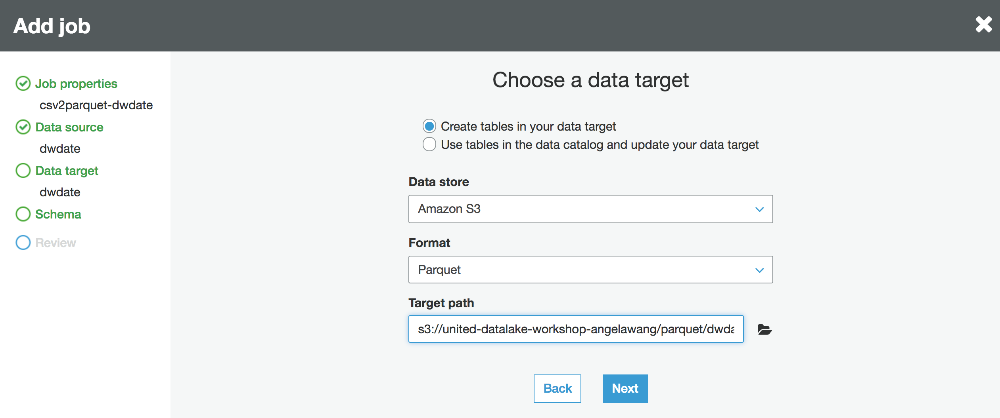 Add job
Job properties
csv2parquet-dwdate
Data source
dwdate
Data target
dwdate
Schema
Review
Choose a data target
Create tables in your data target
Use tables in the data catalog and update your data target
Data store
Amazon S3
Format
Parquet
Target path
s3://united-datalake-workshop-angelawang/parquet/dwda
Back
Next